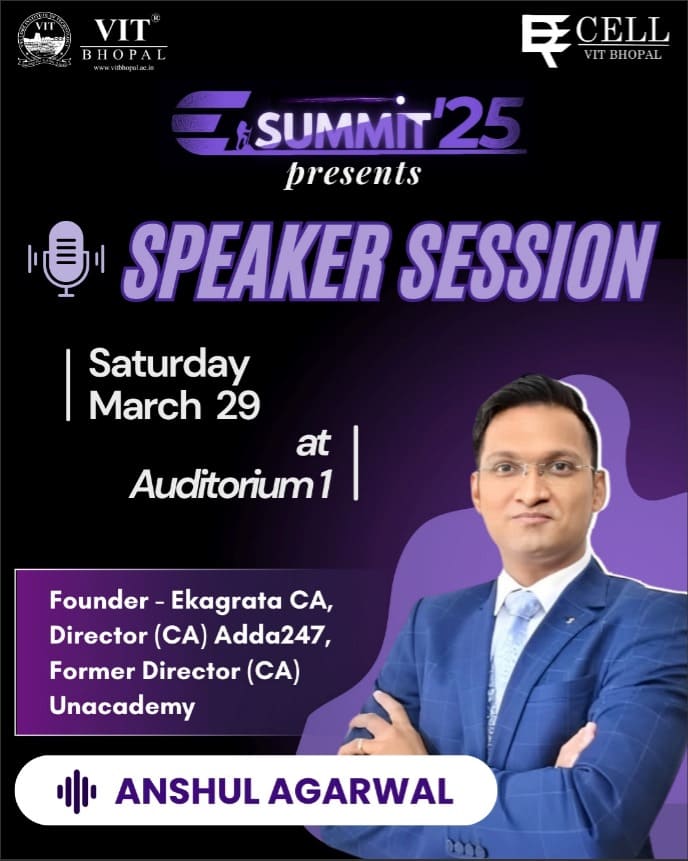 VIT®
BHOPAL
www.vitbhopal.ac.in
VIT
E CELL
VIT BHOPAL
E SUMMIT'25
presents
SPEAKER SESSION
Saturday
March 29
at
Auditorium 1
Founder - Ekagrata CA,
Director (CA) Adda247,
Former Director (CA)
Unacademy
ANSHUL AGARWAL